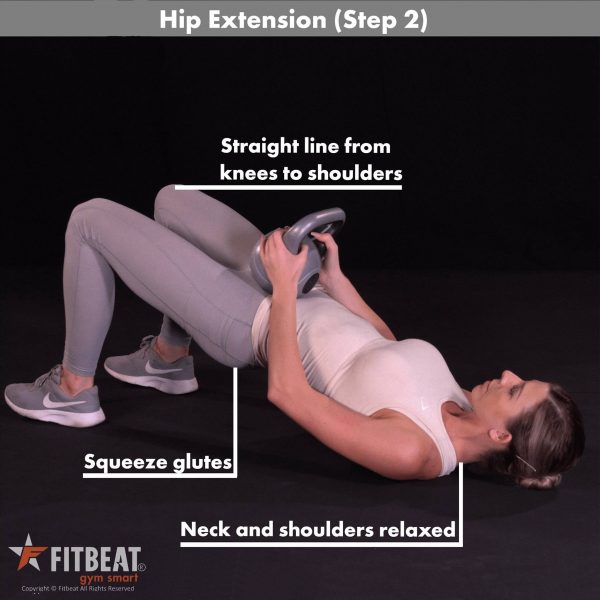 Hip Extension (Step 2)
Straight line from
knees to shoulders
Squeeze glutes
Neck and shoulders relaxed
FITBEAT®
gym smart
Copyright © Fitbeat All Rights Reserved